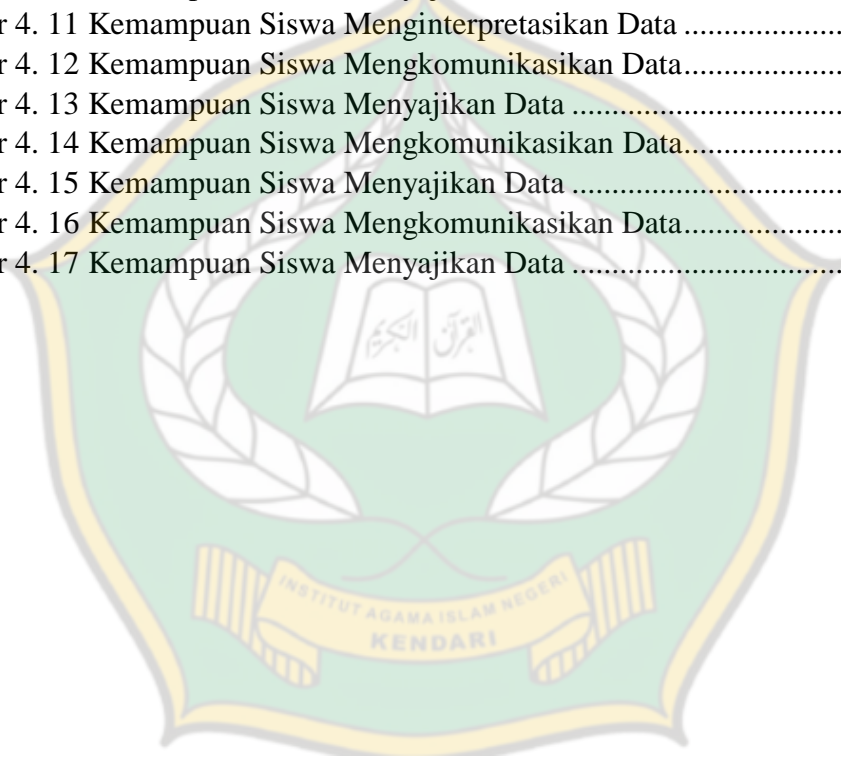 r 4. 11 Kemampuan Siswa Menginterpretasikan Data ....................
r 4. 12 Kemampuan Siswa Mengkomunikasikan Data....................
r 4. 13 Kemampuan Siswa Menyajikan Data ................................
r 4. 14 Kemampuan Siswa Mengkomunikasikan Data....................
r 4. 15 Kemampuan Siswa Menyajikan Data ................................
r 4. 16 Kemampuan Siswa Mengkomunikasikan Data....................
r 4. 17 Kemampuan Siswa Menyajikan Data ................................
القرآن الكريم
INSTITUT AGAMA ISLAM NEGERI
KENDARI